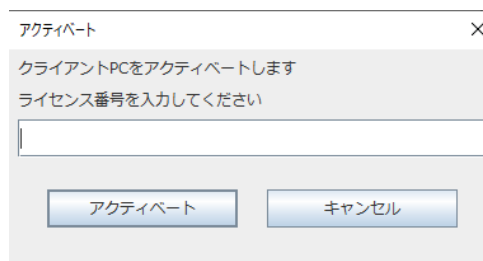 アクティベート
クライアントPCをアクティベートします
ライセンス番号を入力してください
アクティベート
キャンセル